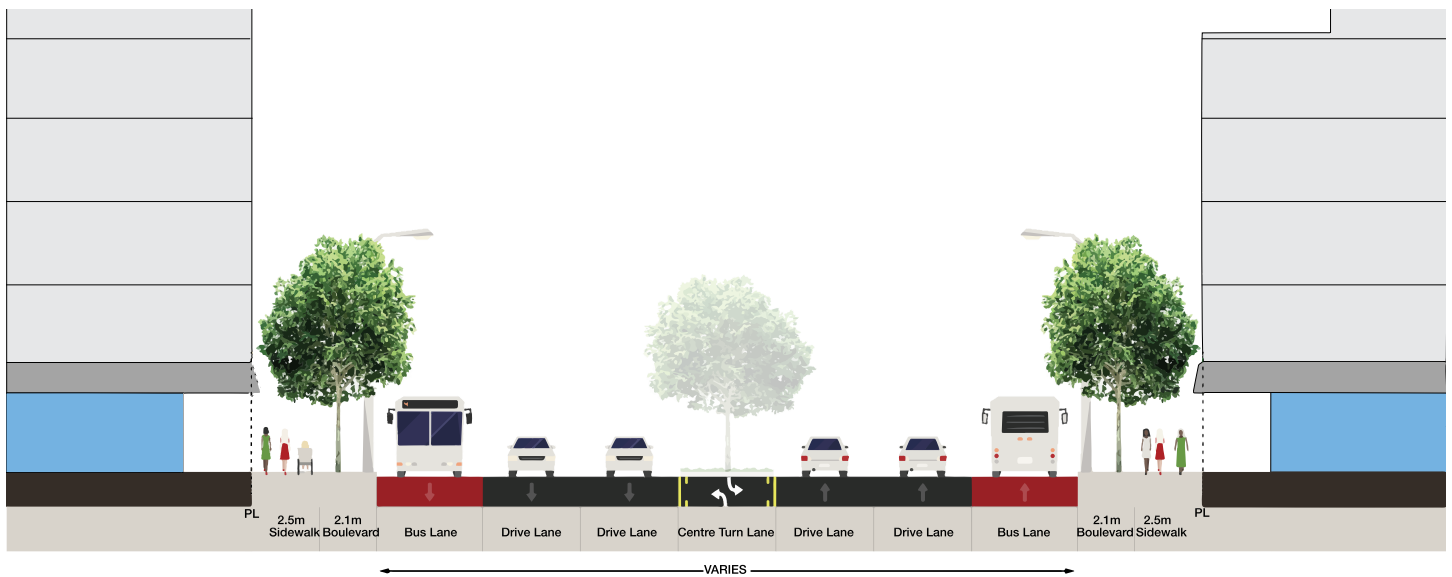 PL
2.5m
Sidewalk
2.1m
Boulevard
Bus Lane
Drive Lane
Drive Lane
Centre Turn Lane
Drive Lane
Drive Lane
Bus Lane
2.1m
Boulevard
2.5m
Sidewalk
PL
VARIES